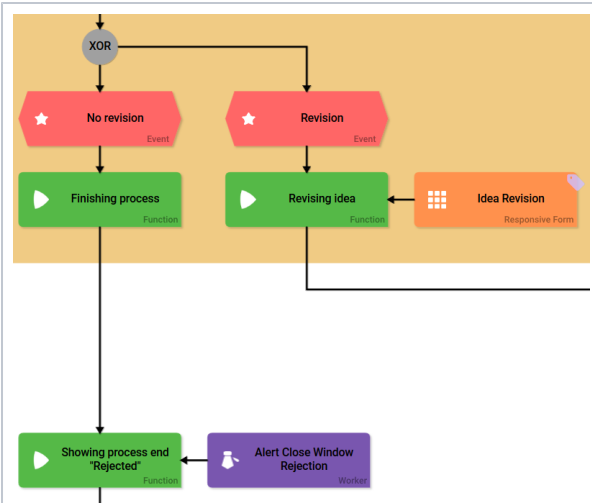 XOR
No revision
Event
Revision
Event
Finishing process
Function
Revising idea
Function
Idea Revision
Responsive Form
Showing process end
"Rejected"
Function
Alert Close Window
Rejection
Worker